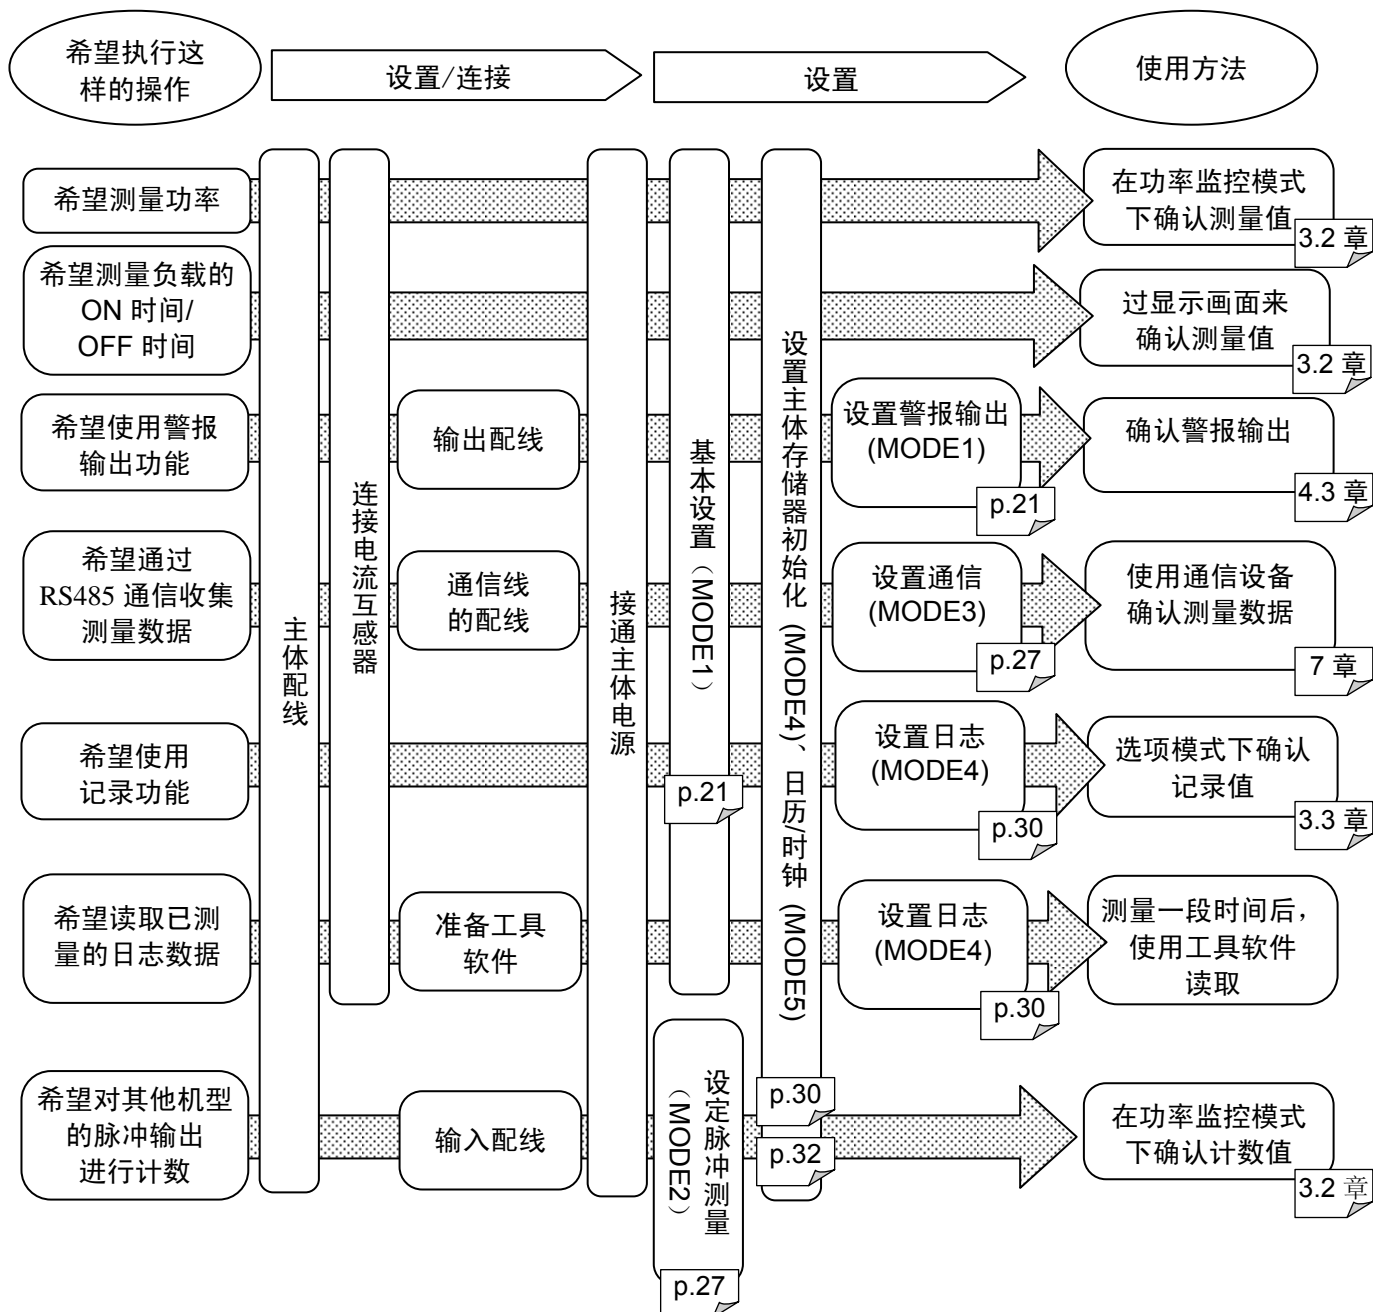 希望执行这
样的操作
设置/连接
设置
使用方法
希望测量功率
在功率监控模式
下确认测量值
3.2 章
希望测量负载的
ON 时间/
OFF 时间
过显示画面来
确认测量值
3.2 章
希望使用警报
输出功能
输出配线
设置警报输出
(MODE1)
p.21
确认警报输出
4.3 章
希望通过
RS485 通信收集
测量数据
通信线
的配线
设置通信
(MODE3)
p.27
使用通信设备
确认测量数据
7 章
希望使用
记录功能
设置日志
(MODE4)
p.30
选项模式下确认
记录值
3.3 章
希望读取已测
量的日志数据
准备工具
软件
设置日志
(MODE4)
p.30
测量一段时间后,
使用工具软件
读取
希望对其他机型
的脉冲输出
进行计数
输入配线
在功率监控模式
下确认计数值
3.2 章
主体配线
连接电流互感器
接通主体电源
基本设置（MODE1）
p.21
设定脉冲测量
（MODE2）
p.27
设置主体存储器初始化 (MODE4)、日历/时钟 (MODE5)
p.30
p.32